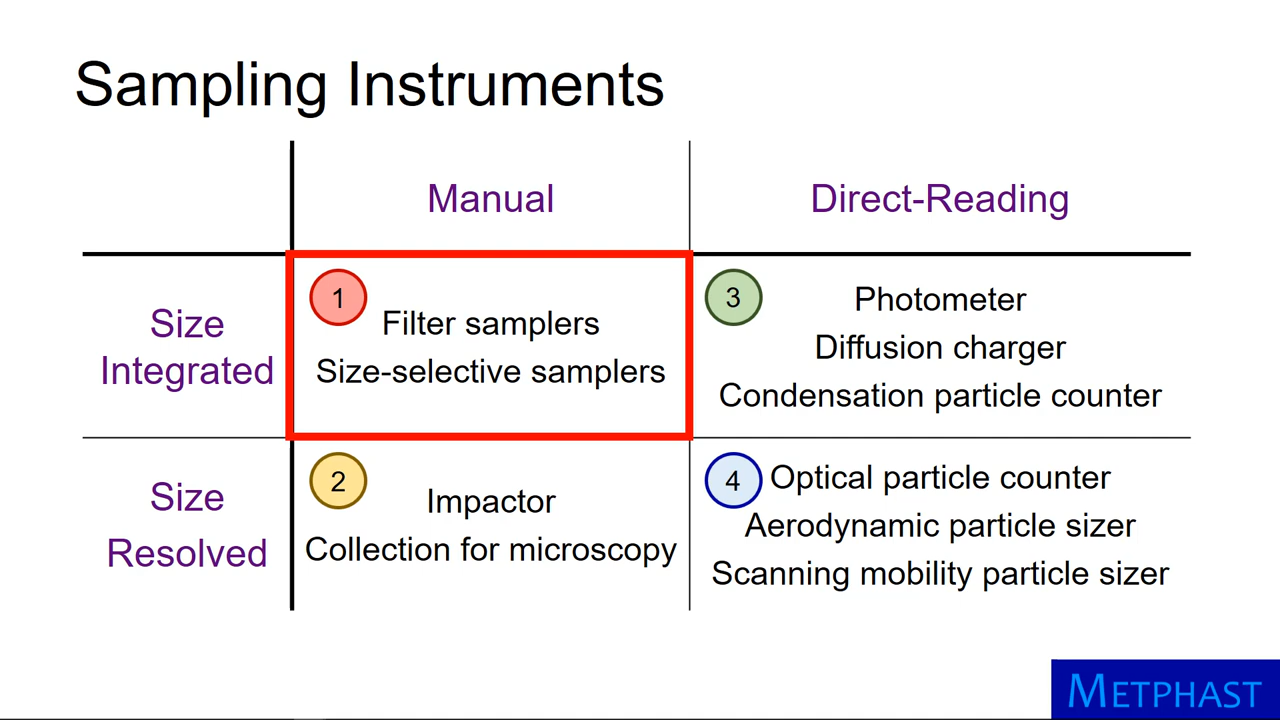 Sampling Instruments
Manual
Direct-Reading
Size
Integrated
1
Filter samplers
Size-selective samplers
3
Photometer
Diffusion charger
Condensation particle counter
Size
Resolved
2
Impactor
Collection for microscopy
4
Optical particle counter
Aerodynamic particle sizer
Scanning mobility particle sizer
METPHAST